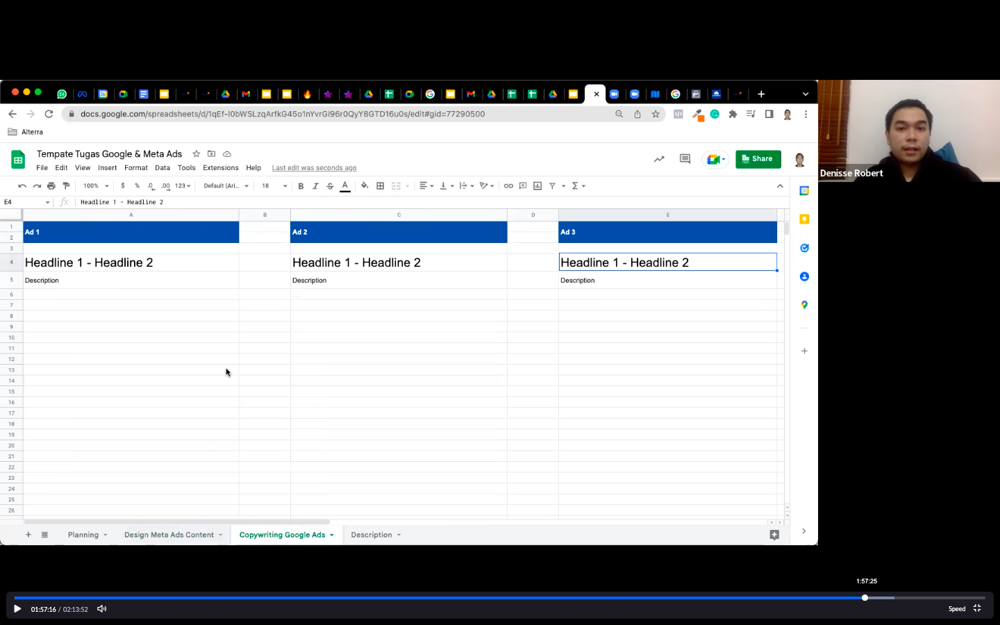 docs.google.com/spreadsheets/d/1qEf-I0bWSLzqArfkG45o1nYvrGi96r0QyY8GTD16u0s/edit#gid=77290500
Alterra
Tempate Tugas Google & Meta Ads
File Edit View Insert Format Data Tools Extensions Help Last edit was seconds ago
Share
100% $ % .0 .00 123 Default (Ari... 18 B I S A
E4 fx Headline 1 - Headline 2
A B C D E
1
2
3
4
5
6
7
8
9
10
11
12
13
14
15
16
17
18
19
20
21
22
23
24
25
26
Ad 1 Ad 2 Ad 3
Headline 1 - Headline 2 Headline 1 - Headline 2 Headline 1 - Headline 2
Description Description Description
Planning Design Meta Ads Content Copywriting Google Ads Description
Denisse Robert
1:57:25
01:57:16 / 02:13:52
Speed